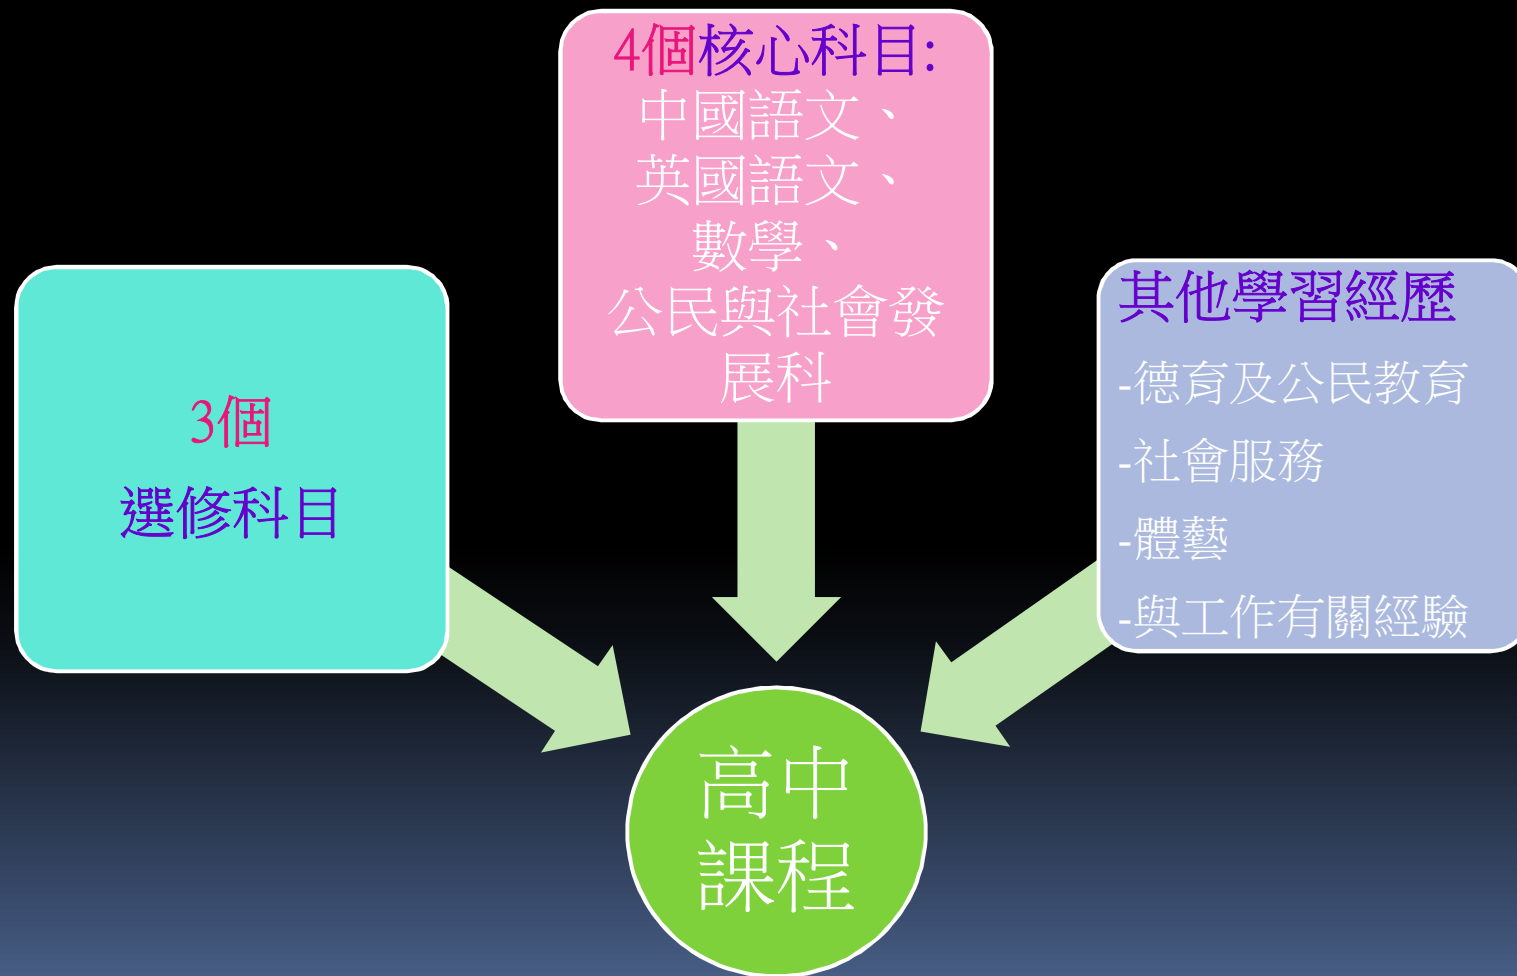 4個核心科目:
中國語文、
英國語文、
數學、
公民與社會發
展科
3個
選修科目
其他學習經歷
-德育及公民教育
-社會服務
-體藝
-與工作有關經驗
高中
課程